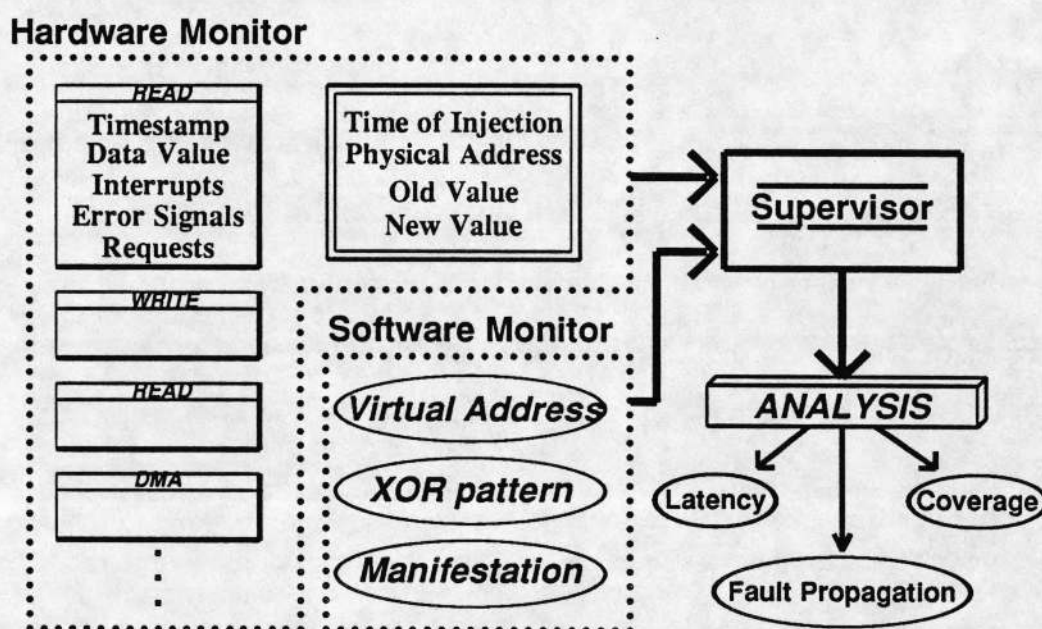 Hardware Monitor
READ
Timestamp
Data Value
Interrupts
Error Signals
Requests
WRITE
READ
DMA
Time of Injection
Physical Address
Old Value
New Value
Software Monitor
Virtual Address
XOR pattern
Manifestation
Supervisor
ANALYSIS
Latency
Coverage
Fault Propagation